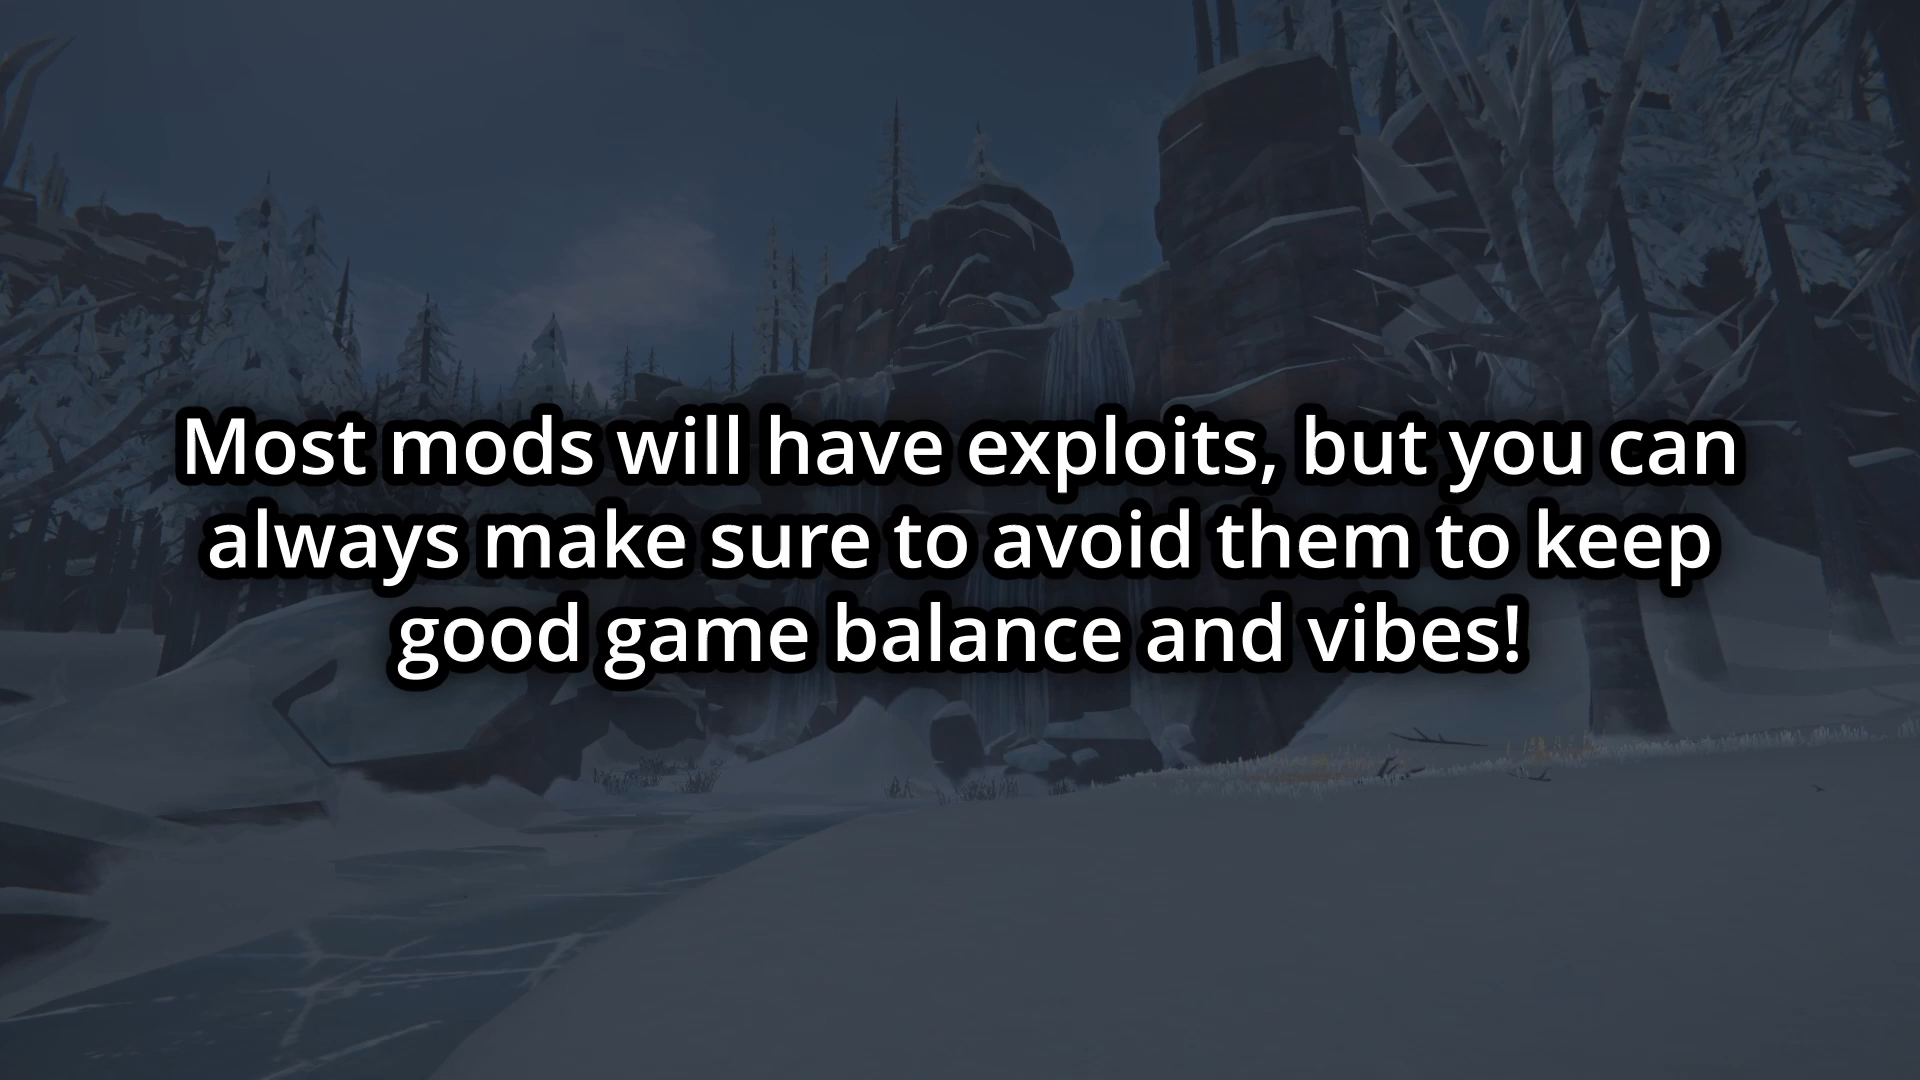 Most mods will have exploits, but you can
always make sure to avoid them to keep
good game balance and vibes!